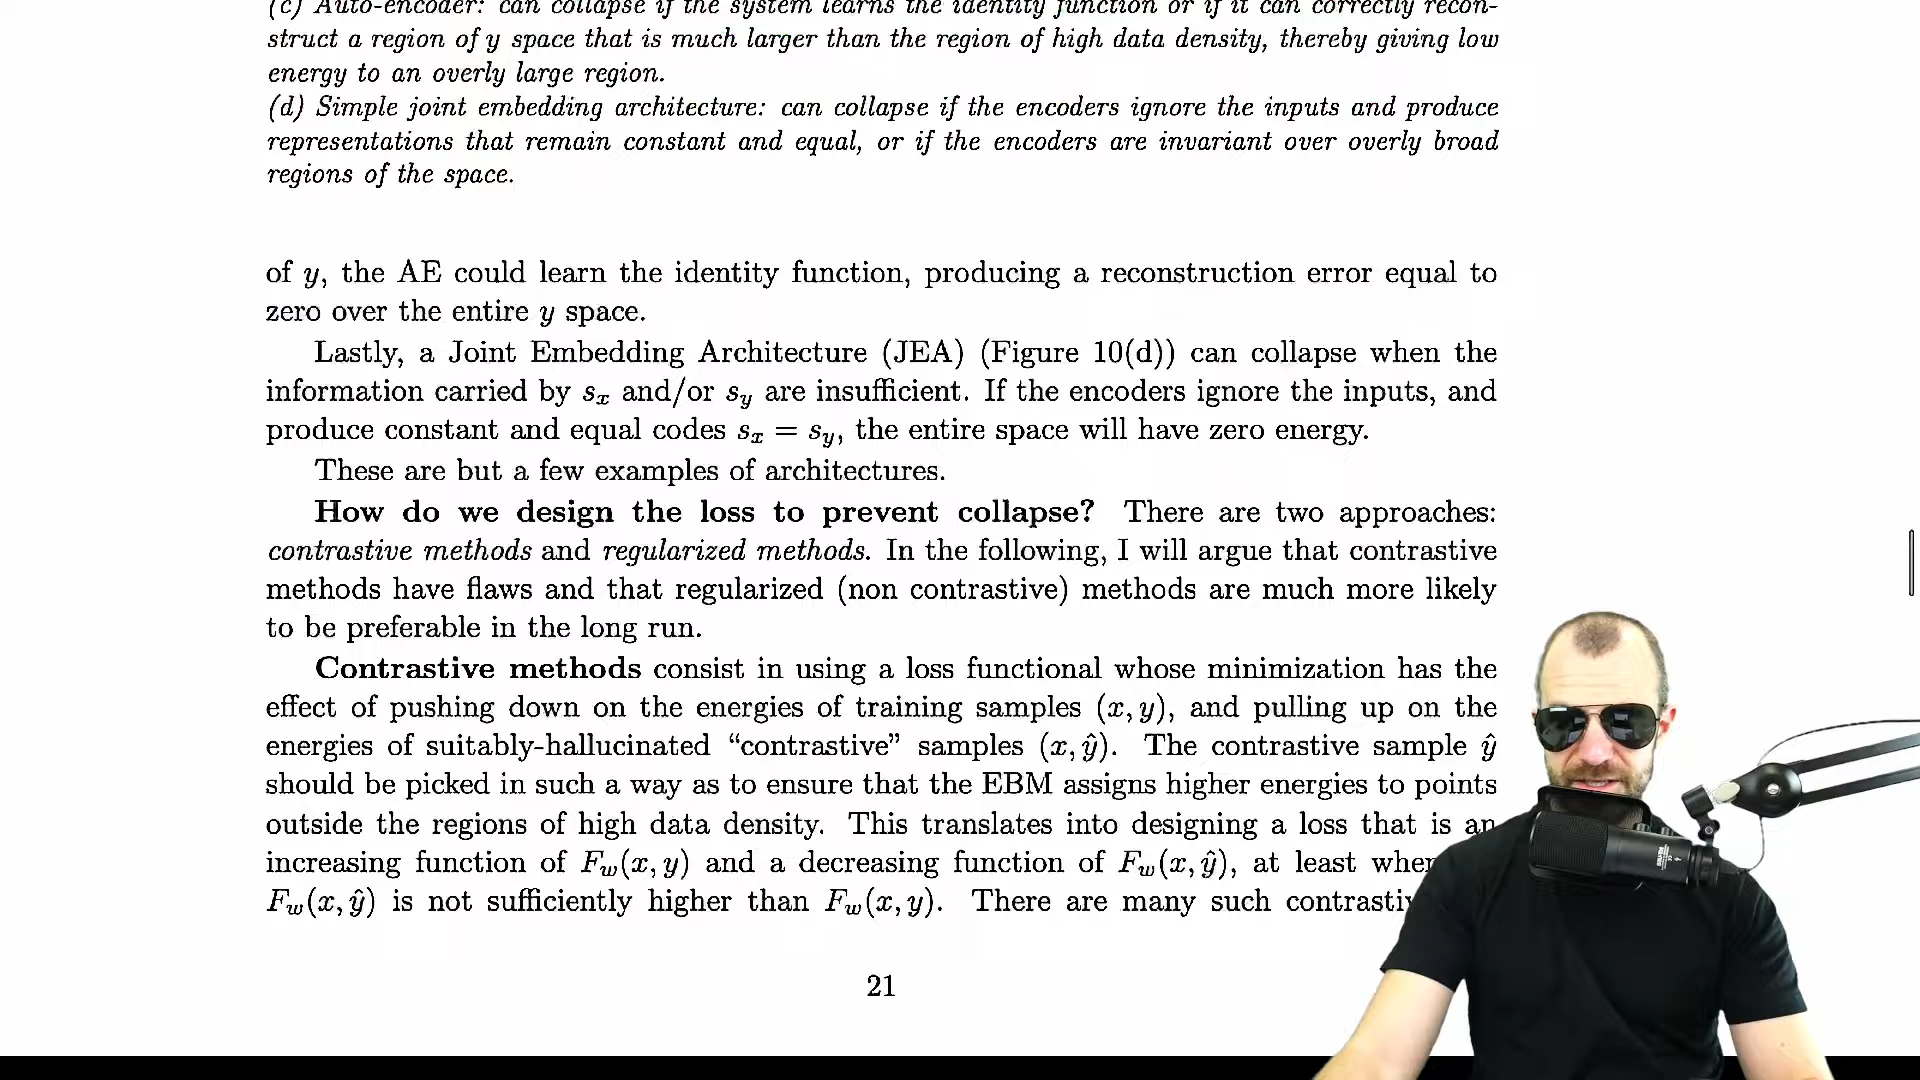 (c) Auto-encoder: can collapse if the system learns the identity function or if it can correctly recon-
struct a region of y space that is much larger than the region of high data density, thereby giving low
energy to an overly large region.
(d) Simple joint embedding architecture: can collapse if the encoders ignore the inputs and produce
representations that remain constant and equal, or if the encoders are invariant over overly broad
regions of the space.
of y, the AE could learn the identity function, producing a reconstruction error equal to
zero over the entire y space.
Lastly, a Joint Embedding Architecture (JEA) (Figure 10(d)) can collapse when the
information carried by sₓ and/or s_y are insufficient. If the encoders ignore the inputs, and
produce constant and equal codes sₓ = s_y, the entire space will have zero energy.
These are but a few examples of architectures.
How do we design the loss to prevent collapse? There are two approaches:
contrastive methods and regularized methods. In the following, I will argue that contrastive
methods have flaws and that regularized (non contrastive) methods are much more likely
to be preferable in the long run.
Contrastive methods consist in using a loss functional whose minimization has the
effect of pushing down on the energies of training samples (x, y), and pulling up on the
energies of suitably-hallucinated “contrastive” samples (x, ŷ). The contrastive sample ŷ
should be picked in such a way as to ensure that the EBM assigns higher energies to points
outside the regions of high data density. This translates into designing a loss that is an
increasing function of F_w(x, y) and a decreasing function of F_w(x, ŷ), at least when
F_w(x, ŷ) is not sufficiently higher than F_w(x, y). There are many such
21